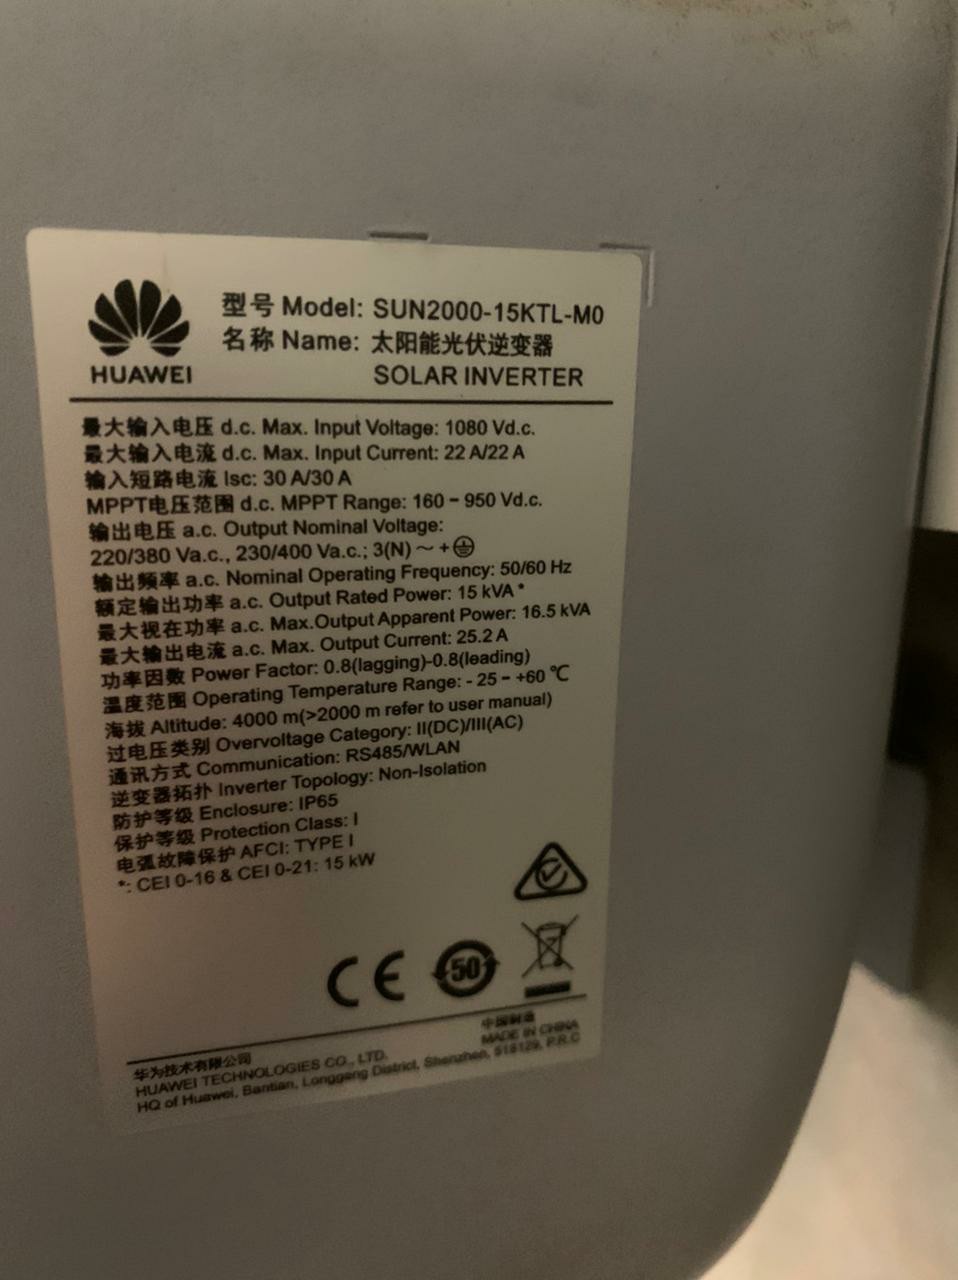 HUAWEI
型号 Model: SUN2000-15KTL-M0
名称 Name: 太阳能光伏逆变器
SOLAR INVERTER
最大输入电压 d.c. Max. Input Voltage: 1080 Vd.c.
最大输入电流 d.c. Max. Input Current: 22 A/22 A
输入短路电流 Isc: 30 A/30 A
MPPT电压范围 d.c. MPPT Range: 160 – 950 Vd.c.
输出电压 a.c. Output Nominal Voltage:
220/380 Va.c., 230/400 Va.c.; 3(N) ~ +
输出频率 a.c. Nominal Operating Frequency: 50/60 Hz
额定输出功率 a.c. Output Rated Power: 15 kVA *
最大视在功率 a.c. Max.Output Apparent Power: 16.5 kVA
最大输出电流 a.c. Max. Output Current: 25.2 A
功率因数 Power Factor: 0.8(lagging)-0.8(leading)
温度范围 Operating Temperature Range: - 25 – +60 ℃
海拔 Altitude: 4000 m(>2000 m refer to user manual)
过电压类别 Overvoltage Category: II(DC)/III(AC)
通讯方式 Communication: RS485/WLAN
逆变器拓扑 Inverter Topology: Non-Isolation
防护等级 Enclosure: IP65
保护等级 Protection Class: I
电弧故障保护 AFCI: TYPE I
*: CEI 0-16 & CEI 0-21: 15 kW
CE 50
华为技术有限公司 中国制造
HUAWEI TECHNOLOGIES CO., LTD. MADE IN CHINA
HQ of Huawei, Bantian, Longgang District, Shenzhen, 518129, P.R.C